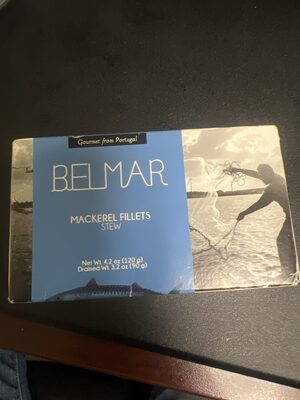 Gourmet from Portugal
BELMAR
MACKEREL FILLETS
STEW
Net Wt. 4.2 oz (120 g)
Drained Wt. 3.2 oz (90 g)